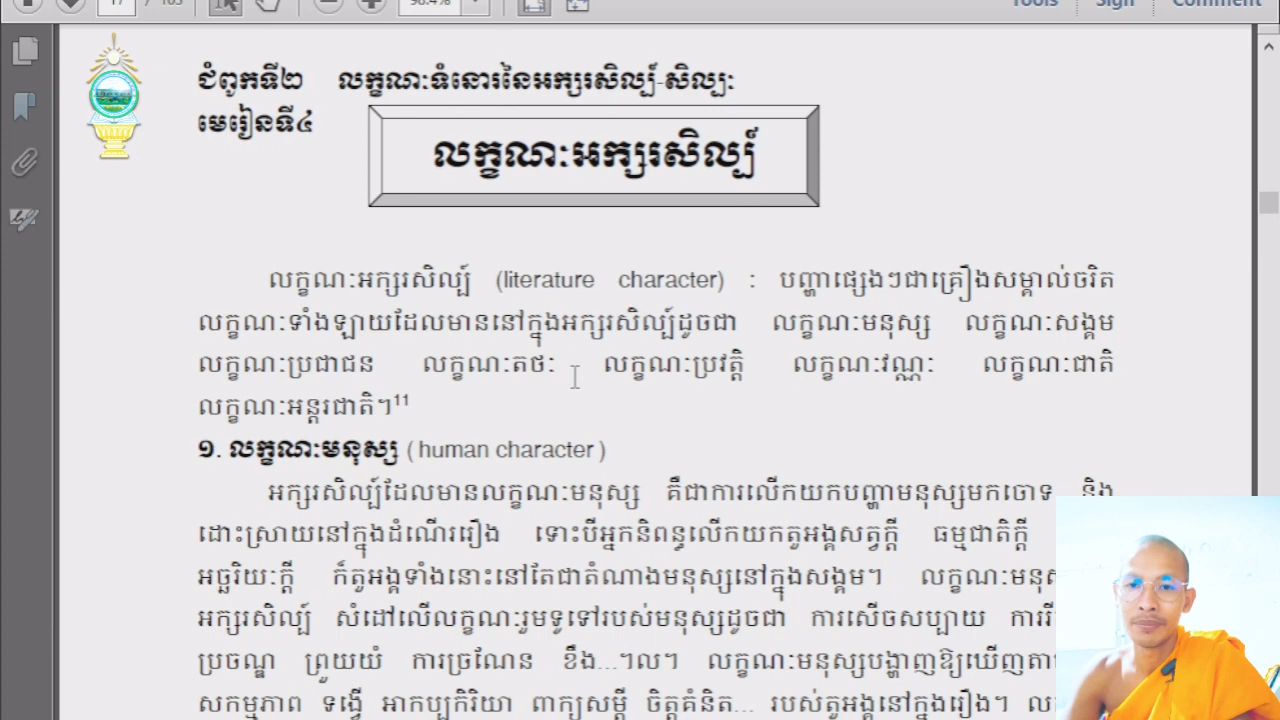 17 / 103 98.4% Tools Sign Comment
ជំពូកទី២ លក្ខណៈទំនោរនៃអក្សរសិល្ប៍-សិល្បៈ
មេរៀនទី៤
លក្ខណៈអក្សរសិល្ប៍
លក្ខណៈអក្សរសិល្ប៍ (literature character) : បញ្ហាផ្សេងៗជាគ្រឿងសម្គាល់ចរិត
លក្ខណៈទាំងឡាយដែលមាននៅក្នុងអក្សរសិល្ប៍ដូចជា លក្ខណៈមនុស្ស លក្ខណៈសង្គម
លក្ខណៈប្រជាជន លក្ខណៈតថៈ លក្ខណៈប្រវត្តិ លក្ខណៈវណ្ណៈ លក្ខណៈជាតិ
លក្ខណៈអន្តរជាតិ។11
១. លក្ខណៈមនុស្ស ( human character )
អក្សរសិល្ប៍ដែលមានលក្ខណៈមនុស្ស គឺជាការលើកយកបញ្ហាមនុស្សមកចោទ និង
ដោះស្រាយនៅក្នុងដំណើររឿង ទោះបីអ្នកនិពន្ធលើកយកតួអង្គសត្វក្តី ធម្មជាតិក្តី
អច្ឆរិយៈក្តី ក៏តួអង្គទាំងនោះនៅតែជាតំណាងមនុស្សនៅក្នុងសង្គម។
អក្សរសិល្ប៍ សំដៅលើលក្ខណៈរួមទូទៅរបស់មនុស្សដូចជា ការសើចសប្បាយ
ប្រចណ្ឌ ព្រួយយំ ការច្រណែន ខឹង...។ល។ លក្ខណៈមនុស្សបង្ហាញឱ្យឃើញ
សកម្មភាព ទង្វើ អាកប្បកិរិយា ពាក្យសម្តី ចិត្តគំនិត... របស់តួអង្គនៅក្នុងរឿង។